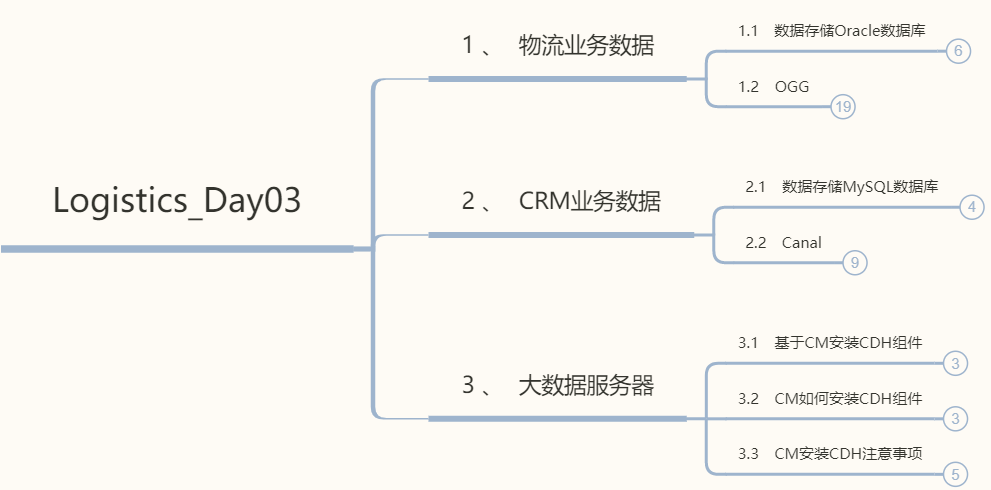 Logistics_Day03
1 、 物流业务数据
1.1 数据存储Oracle数据库 6
1.2 OGG 19
2 、 CRM业务数据
2.1 数据存储MySQL数据库 4
2.2 Canal 9
3 、 大数据服务器
3.1 基于CM安装CDH组件 3
3.2 CM如何安装CDH组件 3
3.3 CM安装CDH注意事项 5